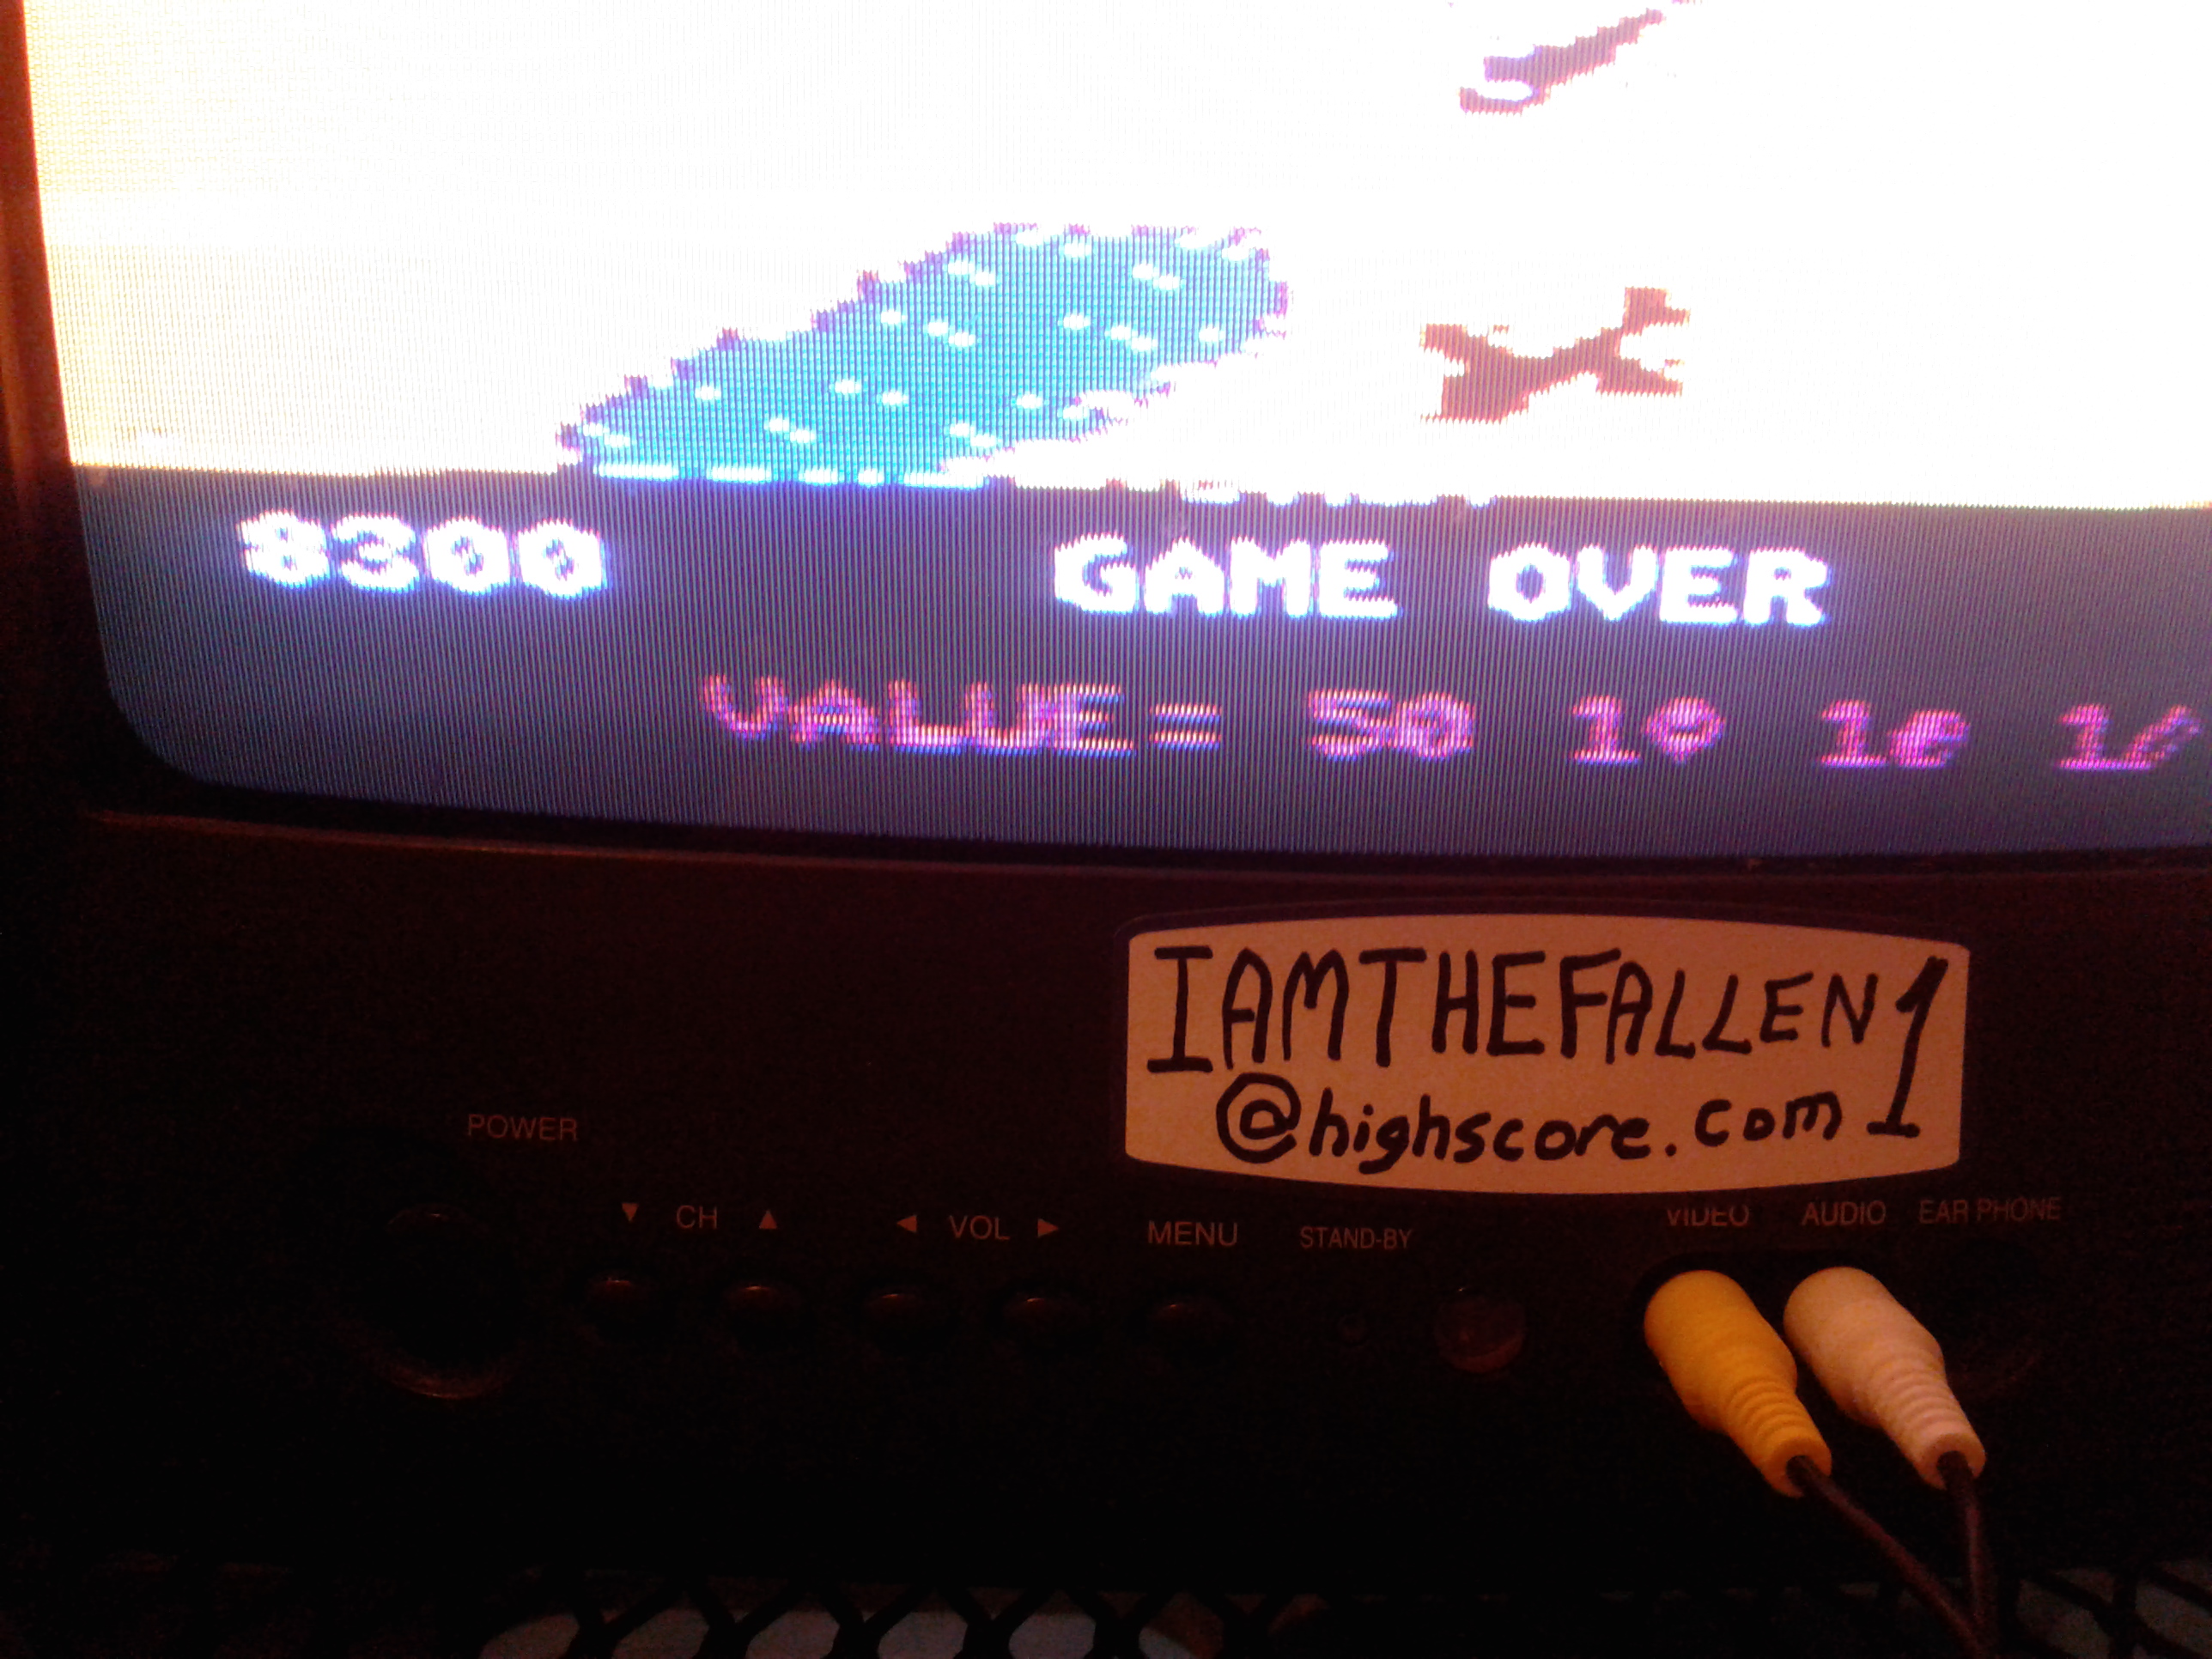 8300 GAME OVER
VALUE= 50 10 10 10
IAMTHEFALLEN1
@highscore.com
POWER
▼ CH ▲ ◀ VOL ▶ MENU STAND-BY VIDEO AUDIO EAR PHONE